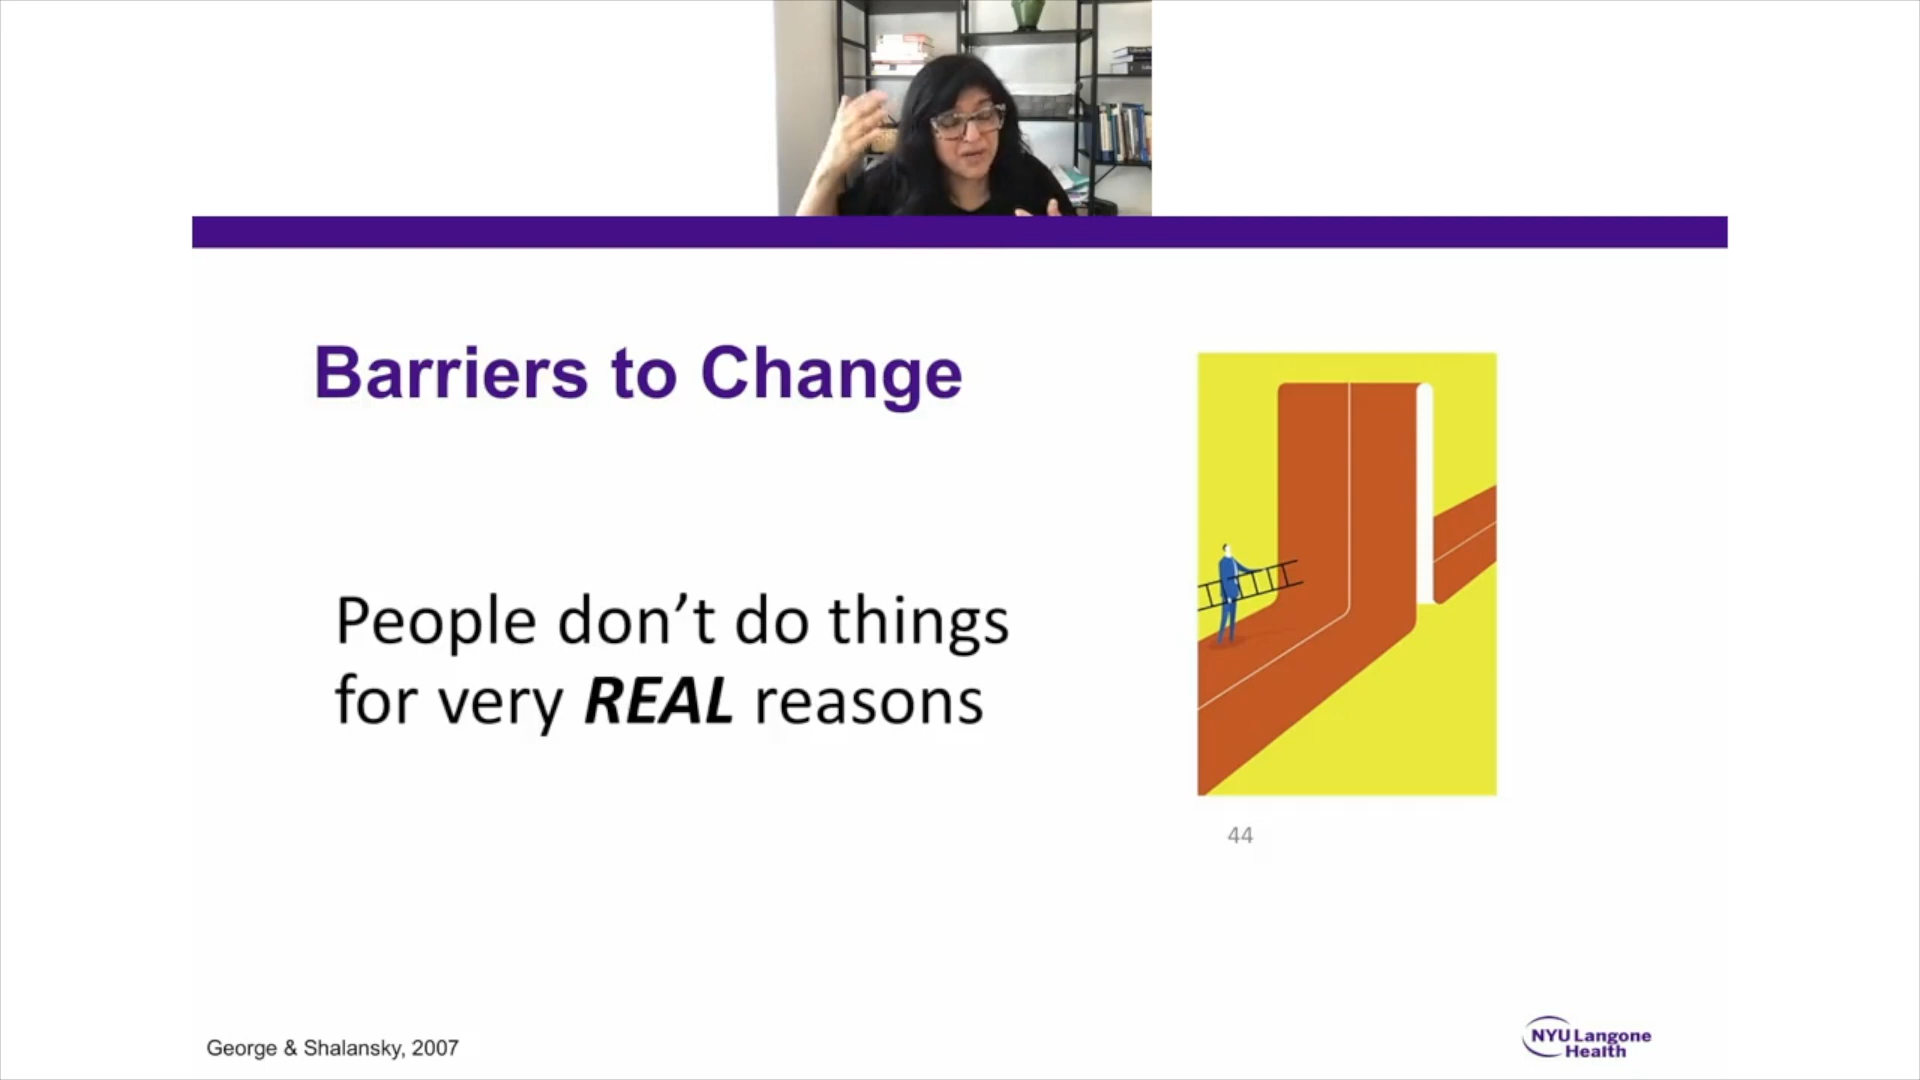 Barriers to Change
People don’t do things
for very REAL reasons
44
George & Shalansky, 2007
NYU Langone
Health